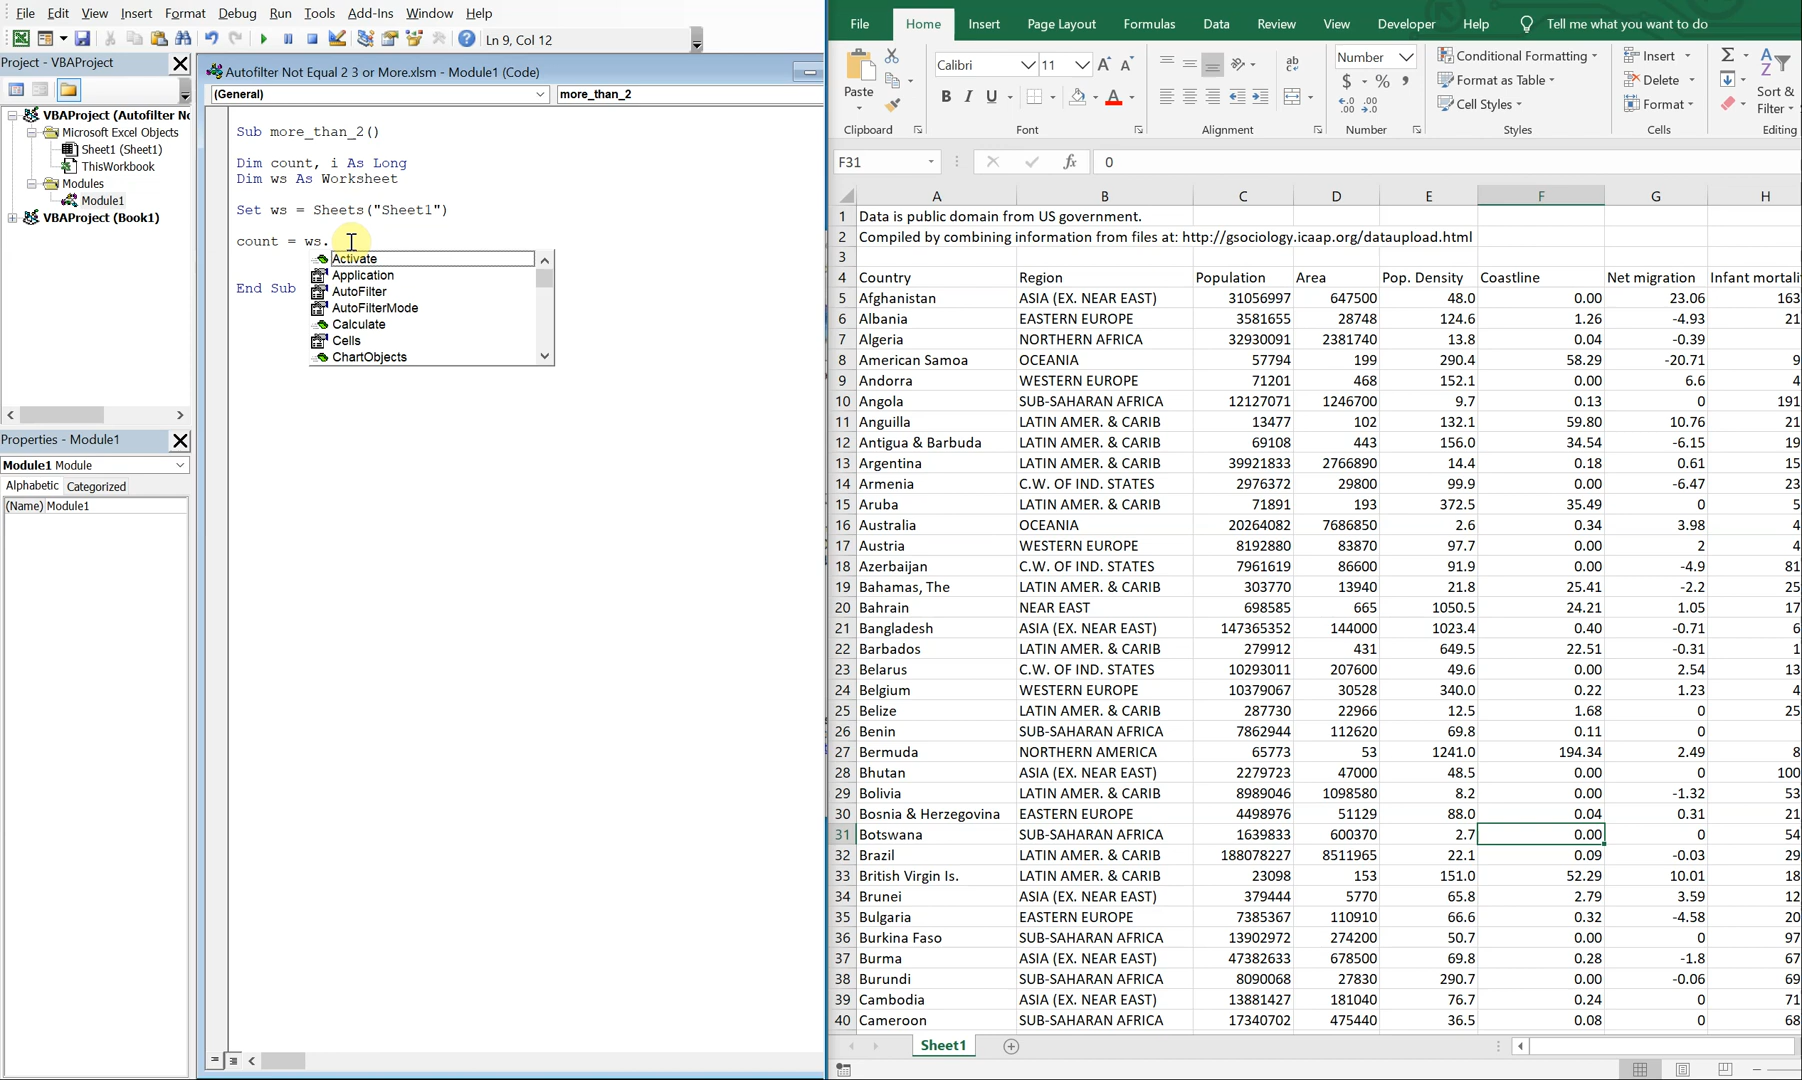 File Edit View Insert Format Debug Run Tools Add-Ins Window Help
Ln 9, Col 12
Project - VBAProject
VBAProject (Autofilter No
Microsoft Excel Objects
Sheet1 (Sheet1)
ThisWorkbook
Modules
Module1
VBAProject (Book1)
Properties - Module1
Module1 Module
Alphabetic Categorized
(Name) Module1
Autofilter Not Equal 2 3 or More.xlsm - Module1 (Code)
(General) more_than_2
Sub more_than_2()
Dim count, i As Long
Dim ws As Worksheet
Set ws = Sheets("Sheet1")
count = ws.
Activate
Application
AutoFilter
AutoFilterMode
Calculate
Cells
ChartObjects
End Sub
File Home Insert Page Layout Formulas Data Review View Developer Help Tell me what you want to do
Paste
Clipboard
Calibri 11
B I U
Font
Alignment
Number
Number
Conditional Formatting
Format as Table
Cell Styles
Styles
Insert
Delete
Format
Cells
Sort &
Filter
Editing
F31 fx 0
A B C D E F G H
1 Data is public domain from US government.
2 Compiled by combining information from files at: http://gsociology.icaap.org/dataupload.html
3
4 Country Region Population Area Pop. Density Coastline Net migration Infant mortali
5 Afghanistan ASIA (EX. NEAR EAST) 31056997 647500 48.0 0.00 23.06 163
6 Albania EASTERN EUROPE 3581655 28748 124.6 1.26 -4.93 21
7 Algeria NORTHERN AFRICA 32930091 2381740 13.8 0.04 -0.39
8 American Samoa OCEANIA 57794 199 290.4 58.29 -20.71 9
9 Andorra WESTERN EUROPE 71201 468 152.1 0.00 6.6 4
10 Angola SUB-SAHARAN AFRICA 12127071 1246700 9.7 0.13 0 191
11 Anguilla LATIN AMER. & CARIB 13477 102 132.1 59.80 10.76 21
12 Antigua & Barbuda LATIN AMER. & CARIB 69108 443 156.0 34.54 -6.15 19
13 Argentina LATIN AMER. & CARIB 39921833 2766890 14.4 0.18 0.61 15
14 Armenia C.W. OF IND. STATES 2976372 29800 99.9 0.00 -6.47 23
15 Aruba LATIN AMER. & CARIB 71891 193 372.5 35.49 0 5
16 Australia OCEANIA 20264082 7686850 2.6 0.34 3.98 4
17 Austria WESTERN EUROPE 8192880 83870 97.7 0.00 2 4
18 Azerbaijan C.W. OF IND. STATES 7961619 86600 91.9 0.00 -4.9 81
19 Bahamas, The LATIN AMER. & CARIB 303770 13940 21.8 25.41 -2.2 25
20 Bahrain NEAR EAST 698585 665 1050.5 24.21 1.05 17
21 Bangladesh ASIA (EX. NEAR EAST) 147365352 144000 1023.4 0.40 -0.71 6
22 Barbados LATIN AMER. & CARIB 279912 431 649.5 22.51 -0.31 1
23 Belarus C.W. OF IND. STATES 10293011 207600 49.6 0.00 2.54 13
24 Belgium WESTERN EUROPE 10379067 30528 340.0 0.22 1.23 4
25 Belize LATIN AMER. & CARIB 287730 22966 12.5 1.68 0 25
26 Benin SUB-SAHARAN AFRICA 7862944 112620 69.8 0.11 0
27 Bermuda NORTHERN AMERICA 65773 53 1241.0 194.34 2.49 8
28 Bhutan ASIA (EX. NEAR EAST) 2279723 47000 48.5 0.00 0 100
29 Bolivia LATIN AMER. & CARIB 8989046 1098580 8.2 0.00 -1.32 53
30 Bosnia & Herzegovina EASTERN EUROPE 4498976 51129 88.0 0.04 0.31 21
31 Botswana SUB-SAHARAN AFRICA 1639833 600370 2.7 0.00 0 54
32 Brazil LATIN AMER. & CARIB 188078227 8511965 22.1 0.09 -0.03 29
33 British Virgin Is. LATIN AMER. & CARIB 23098 153 151.0 52.29 10.01 18
34 Brunei ASIA (EX. NEAR EAST) 379444 5770 65.8 2.79 3.59 12
35 Bulgaria EASTERN EUROPE 7385367 110910 66.6 0.32 -4.58 20
36 Burkina Faso SUB-SAHARAN AFRICA 13902972 274200 50.7 0.00 0 97
37 Burma ASIA (EX. NEAR EAST) 47382633 678500 69.8 0.28 -1.8 67
38 Burundi SUB-SAHARAN AFRICA 8090068 27830 290.7 0.00 -0.06 69
39 Cambodia ASIA (EX. NEAR EAST) 13881427 181040 76.7 0.24 0 71
40 Cameroon SUB-SAHARAN AFRICA 17340702 475440 36.5 0.08 0 68
Sheet1